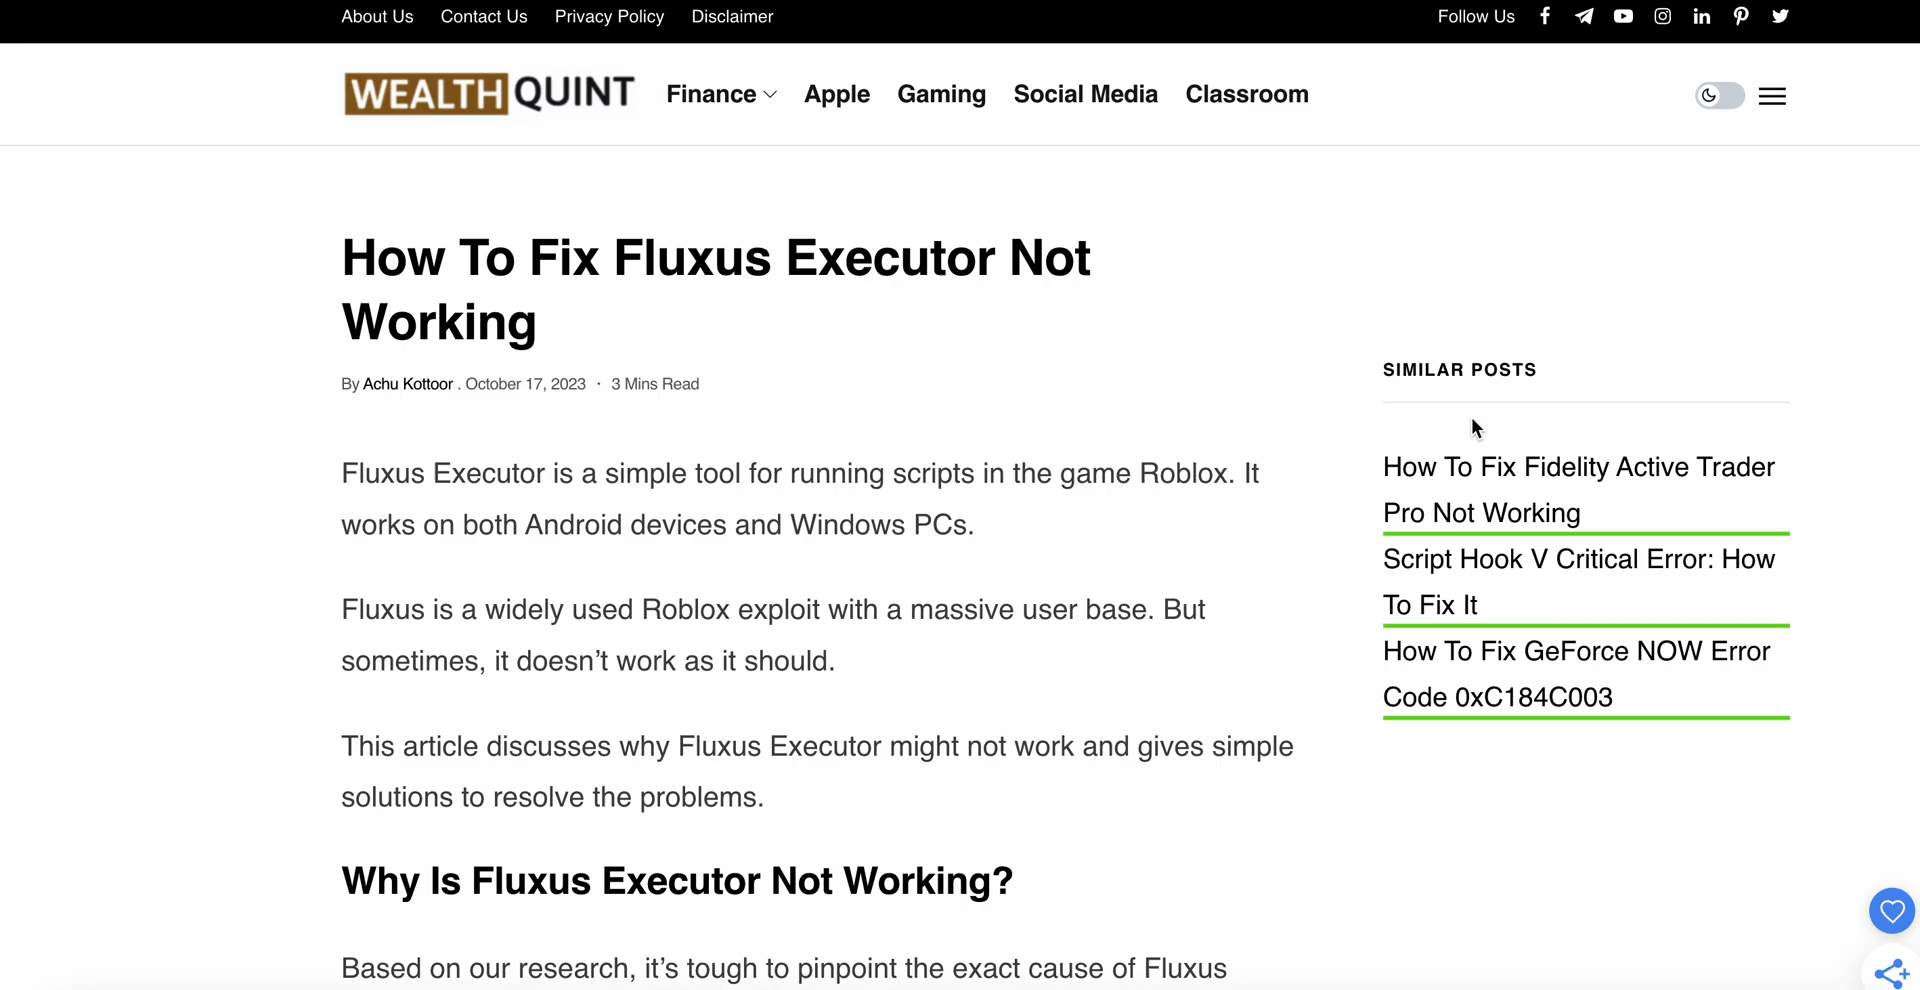 About Us Contact Us Privacy Policy Disclaimer Follow Us
WEALTH QUINT Finance Apple Gaming Social Media Classroom
How To Fix Fluxus Executor Not
Working
By Achu Kottoor . October 17, 2023 · 3 Mins Read
Fluxus Executor is a simple tool for running scripts in the game Roblox. It
works on both Android devices and Windows PCs.
Fluxus is a widely used Roblox exploit with a massive user base. But
sometimes, it doesn’t work as it should.
This article discusses why Fluxus Executor might not work and gives simple
solutions to resolve the problems.
Why Is Fluxus Executor Not Working?
Based on our research, it’s tough to pinpoint the exact cause of Fluxus
SIMILAR POSTS
How To Fix Fidelity Active Trader
Pro Not Working
Script Hook V Critical Error: How
To Fix It
How To Fix GeForce NOW Error
Code 0xC184C003